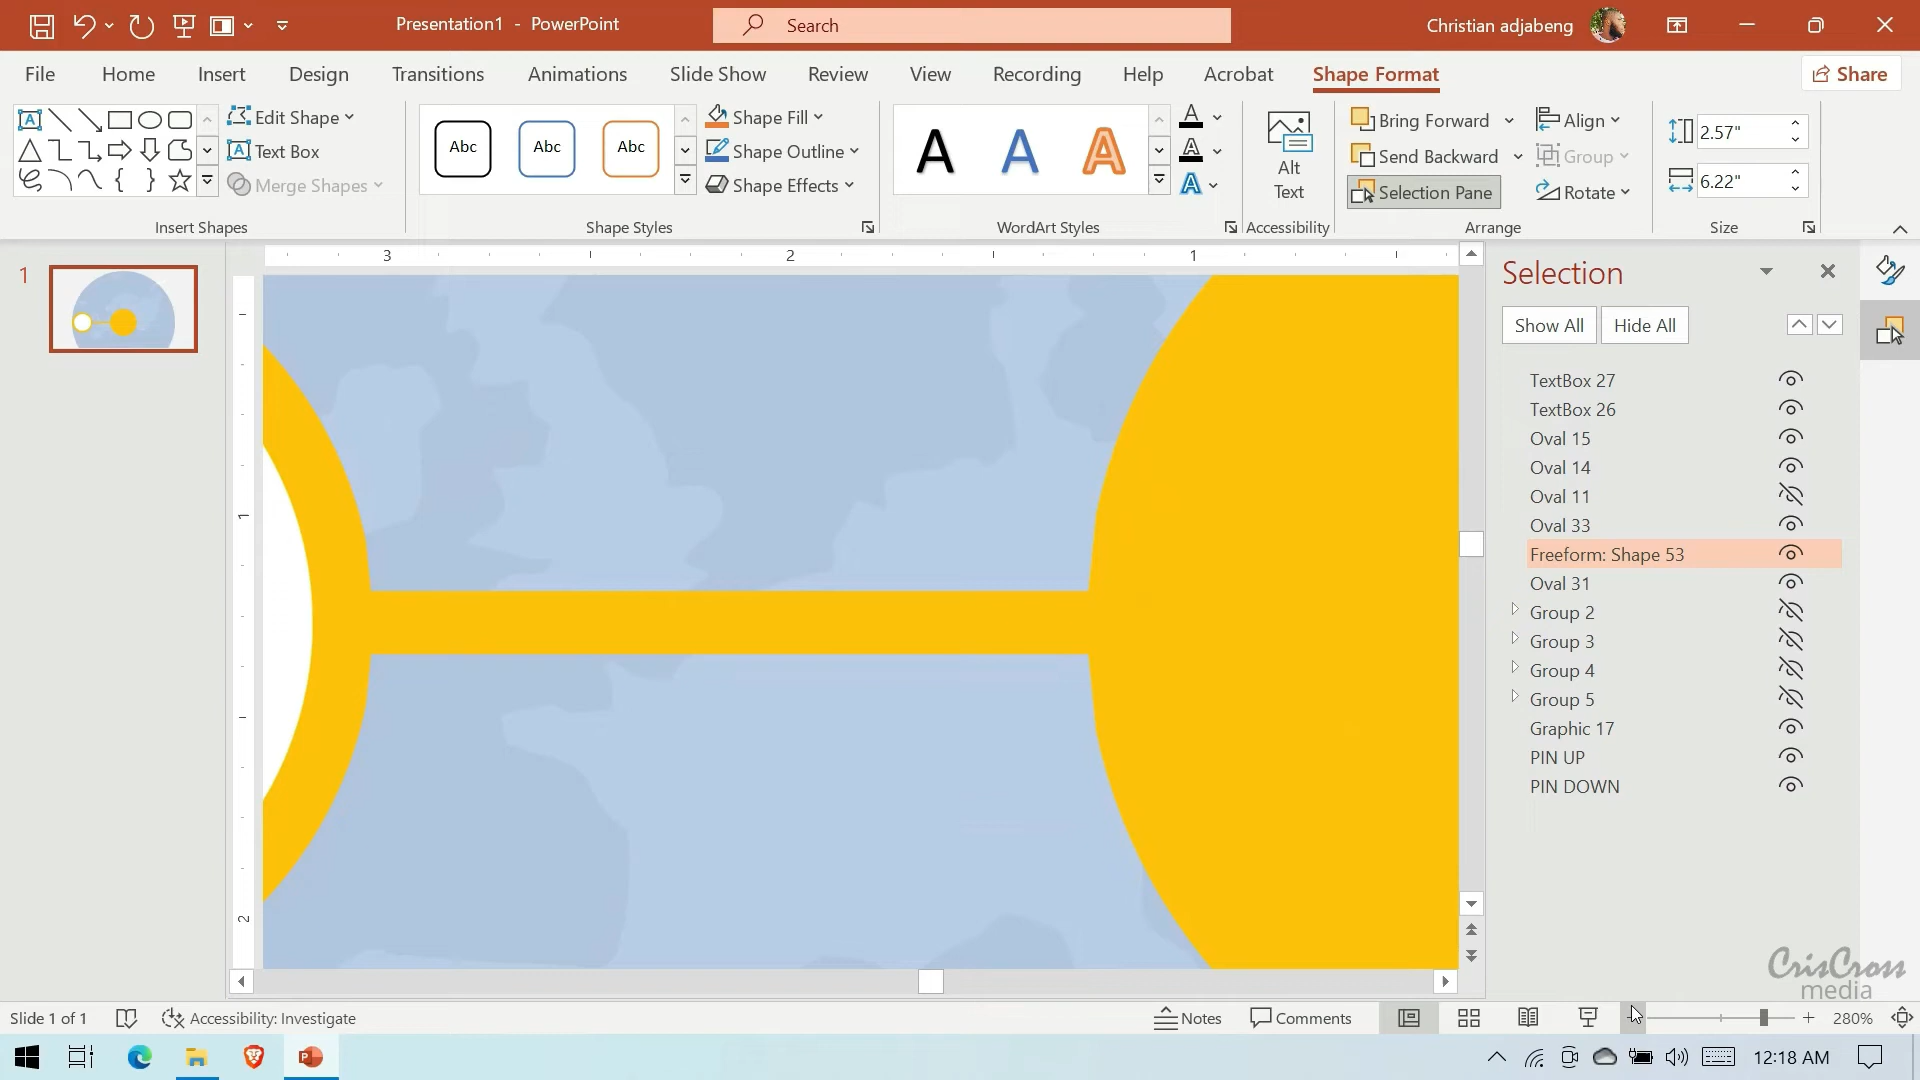 Presentation1 - PowerPoint
Search
Christian adjabeng
File Home Insert Design Transitions Animations Slide Show Review View Recording Help Acrobat Shape Format
Share
Edit Shape
Text Box
Merge Shapes
Insert Shapes
Abc Abc Abc
Shape Fill
Shape Outline
Shape Effects
Shape Styles
A A A
WordArt Styles
Alt
Text
Accessibility
Bring Forward
Send Backward
Selection Pane
Align
Group
Rotate
Arrange
2.57"
6.22"
Size
1
3 2 1
1
2
Selection
Show All Hide All
TextBox 27
TextBox 26
Oval 15
Oval 14
Oval 11
Oval 33
Freeform: Shape 53
Oval 31
Group 2
Group 3
Group 4
Group 5
Graphic 17
PIN UP
PIN DOWN
CrisCross
media
Slide 1 of 1
Accessibility: Investigate
Notes
Comments
280%
12:18 AM